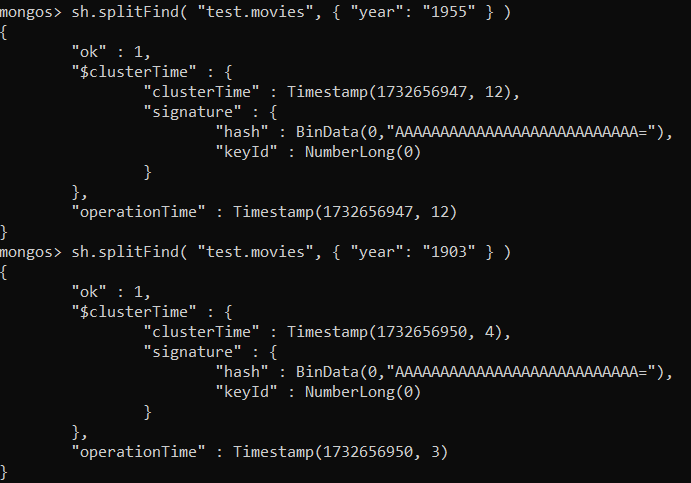 mongos> sh.splitFind( "test.movies", { "year": "1955" } )
{
        "ok" : 1,
        "$clusterTime" : {
                "clusterTime" : Timestamp(1732656947, 12),
                "signature" : {
                        "hash" : BinData(0,"AAAAAAAAAAAAAAAAAAAAAAAAAAA="),
                        "keyId" : NumberLong(0)
                }
        },
        "operationTime" : Timestamp(1732656947, 12)
}
mongos> sh.splitFind( "test.movies", { "year": "1903" } )
{
        "ok" : 1,
        "$clusterTime" : {
                "clusterTime" : Timestamp(1732656950, 4),
                "signature" : {
                        "hash" : BinData(0,"AAAAAAAAAAAAAAAAAAAAAAAAAAA="),
                        "keyId" : NumberLong(0)
                }
        },
        "operationTime" : Timestamp(1732656950, 3)
}